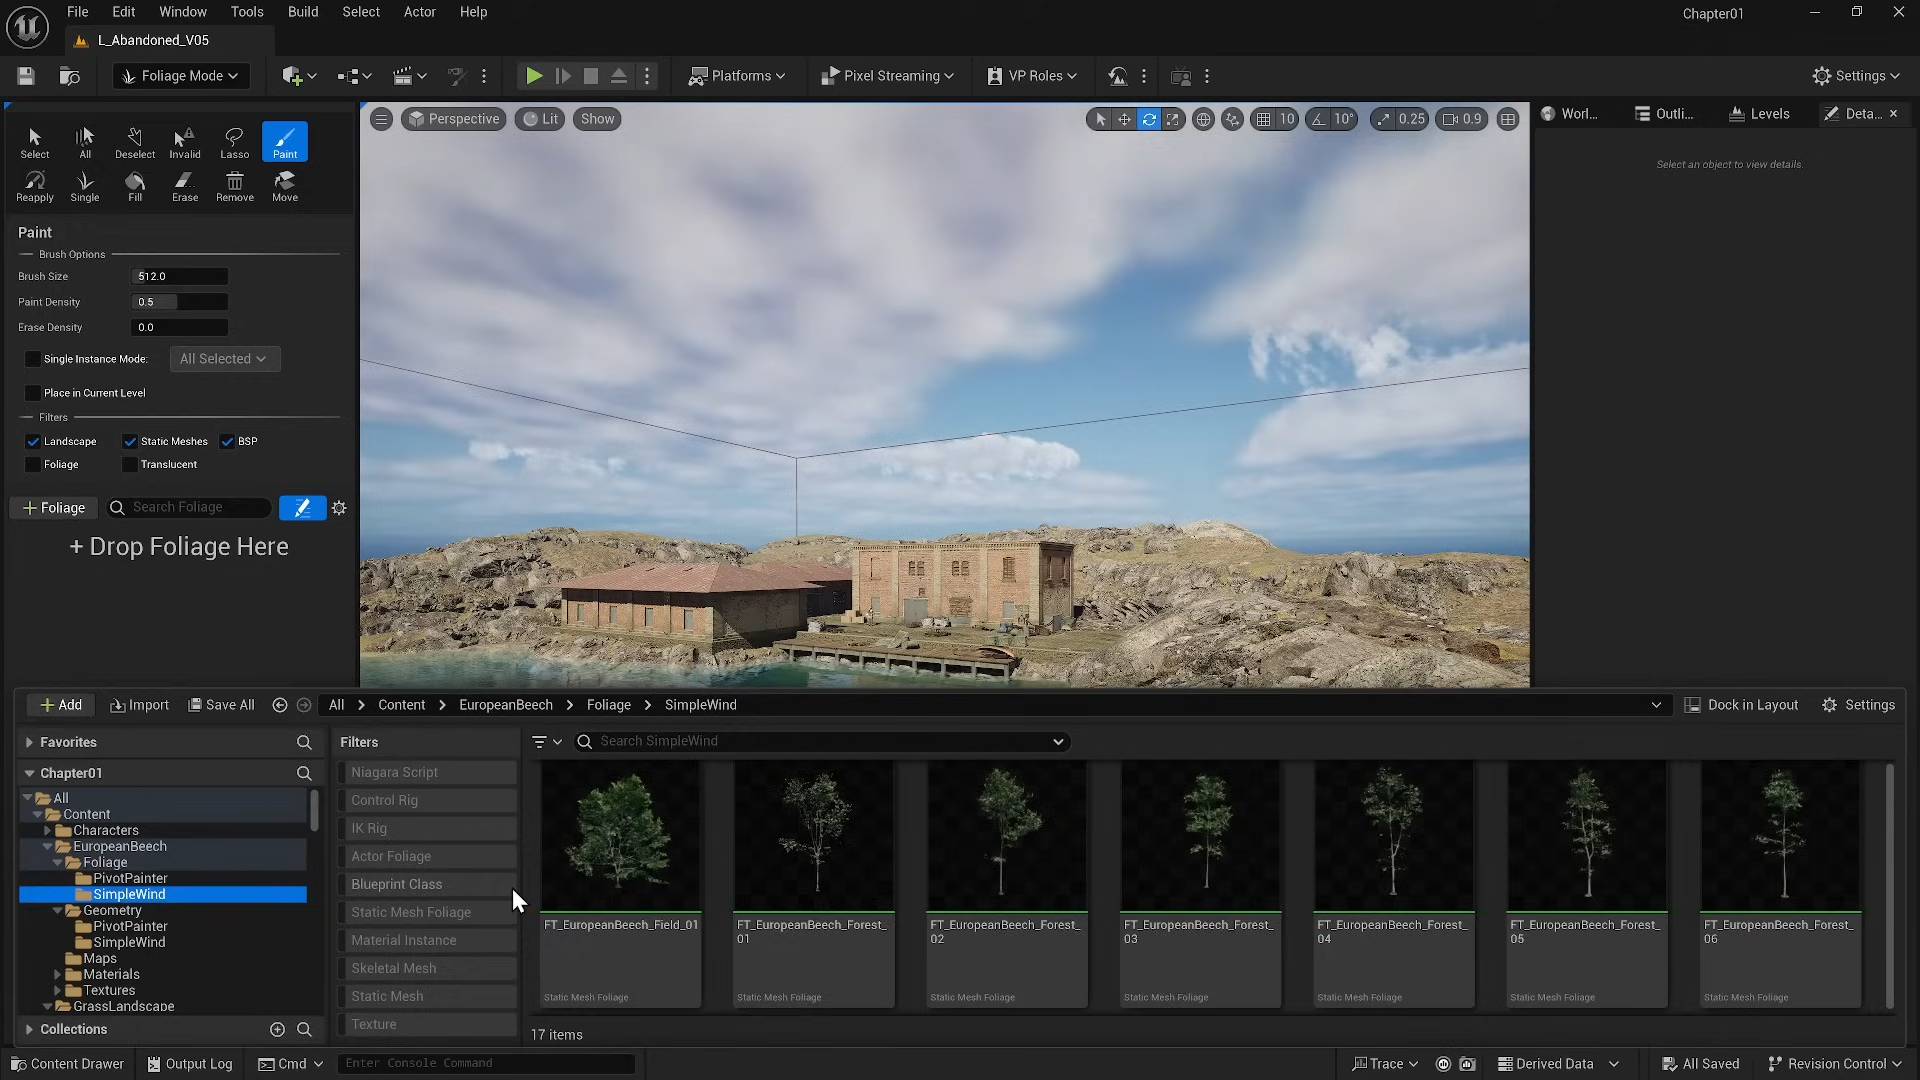 File Edit Window Tools Build Select Actor Help
Chapter01
L_Abandoned_V05
Foliage Mode
Platforms
Pixel Streaming
VP Roles
Settings
Select All Deselect Invalid Lasso Paint
Reapply Single Fill Erase Remove Move
Paint
Brush Options
Brush Size 512.0
Paint Density 0.5
Erase Density 0.0
Single Instance Mode: All Selected
Place in Current Level
Filters
Landscape Static Meshes BSP
Foliage Translucent
+ Foliage Search Foliage
+ Drop Foliage Here
Perspective Lit Show
10 10° 0.25 0.9
Worl... Outli... Levels Deta...
Select an object to view details.
+ Add Import Save All All > Content > EuropeanBeech > Foliage > SimpleWind
Dock in Layout Settings
Favorites
Chapter01
All
Content
Characters
EuropeanBeech
Foliage
PivotPainter
SimpleWind
Geometry
PivotPainter
SimpleWind
Maps
Materials
Textures
GrassLandscape
Collections
Filters
Niagara Script
Control Rig
IK Rig
Actor Foliage
Blueprint Class
Static Mesh Foliage
Material Instance
Skeletal Mesh
Static Mesh
Texture
Search SimpleWind
FT_EuropeanBeech_Field_01
Static Mesh Foliage
FT_EuropeanBeech_Forest_
01
Static Mesh Foliage
FT_EuropeanBeech_Forest_
02
Static Mesh Foliage
FT_EuropeanBeech_Forest_
03
Static Mesh Foliage
FT_EuropeanBeech_Forest_
04
Static Mesh Foliage
FT_EuropeanBeech_Forest_
05
Static Mesh Foliage
FT_EuropeanBeech_Forest_
06
Static Mesh Foliage
17 items
Content Drawer Output Log Cmd Enter Console Command
Trace Derived Data All Saved Revision Control